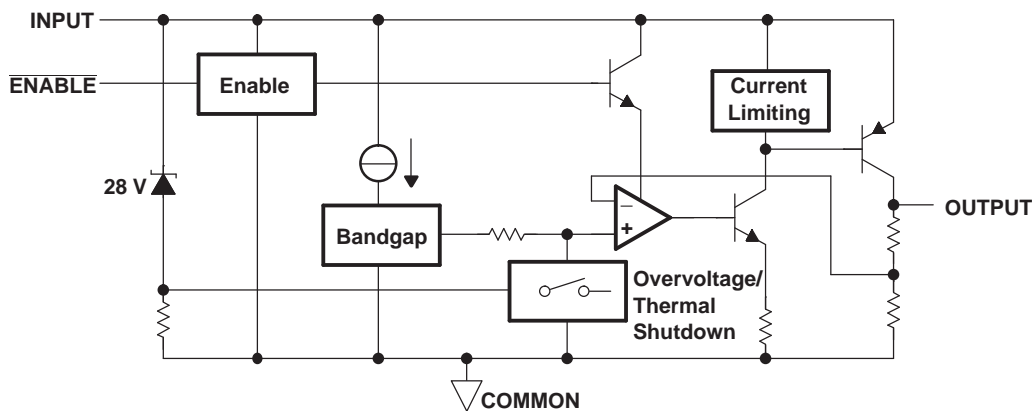 INPUT
ENABLE
Enable
Current
Limiting
28 V
Bandgap
−
+
OUTPUT
Overvoltage/
Thermal
Shutdown
COMMON